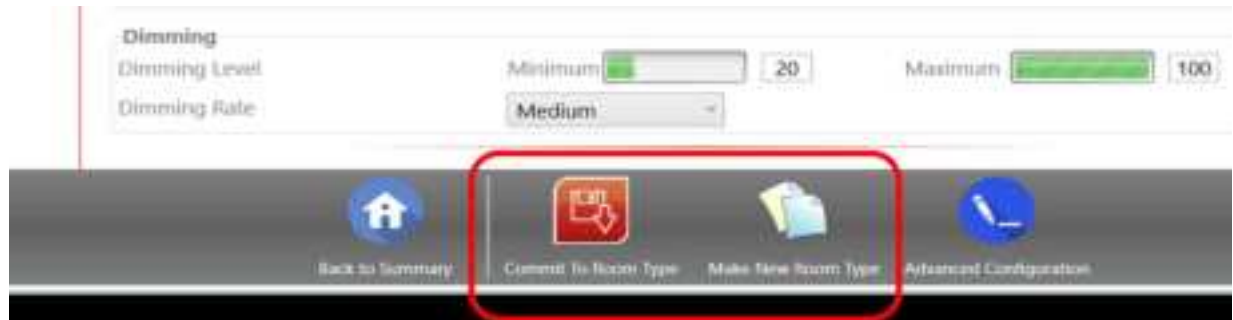 Dimming
Dimming Level Minimum 20 Maximum 100
Dimming Rate Medium
Back to Summary Commit To Room Type Make New Room Type Advanced Configuration